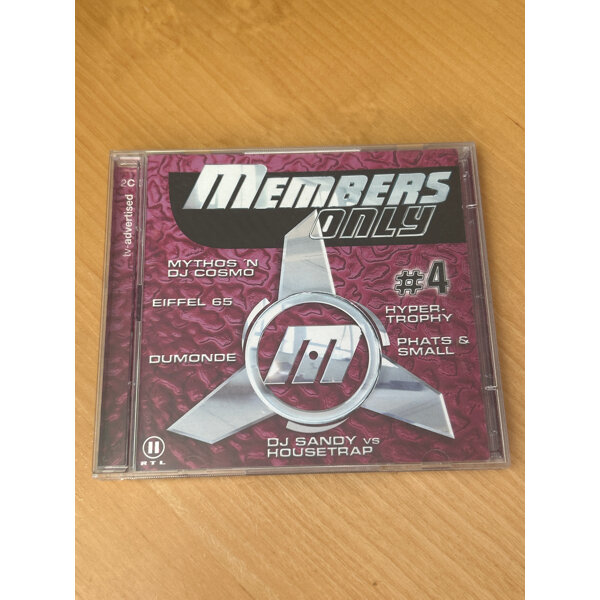 2C
tv-advertised
MEMBERS
ONLY
#4
MYTHOS 'N
DJ COSMO
EIFFEL 65
DUMONDE
HYPER-
TROPHY
PHATS &
SMALL
M
DJ SANDY VS
HOUSETRAP
II
RTL